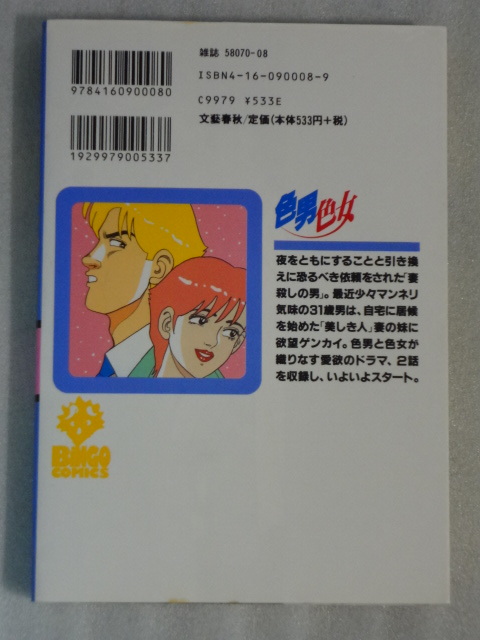 雑誌 58070-08
ISBN4-16-090008-9
9784160900080
C9979 ¥533E
文藝春秋/定価(本体533円+税)
1929979005337
色男色女
夜をともにすることと引き換
えに恐るべき依頼をされた「妻
殺しの男」。最近少々マンネリ
気味の31歳男は、自宅に居候
を始めた「美しき人」妻の妹に
欲望ゲンカイ。色男と色女が
織りなす愛欲のドラマ、2話
を収録し、いよいよスタート。
BINGO
COMICS